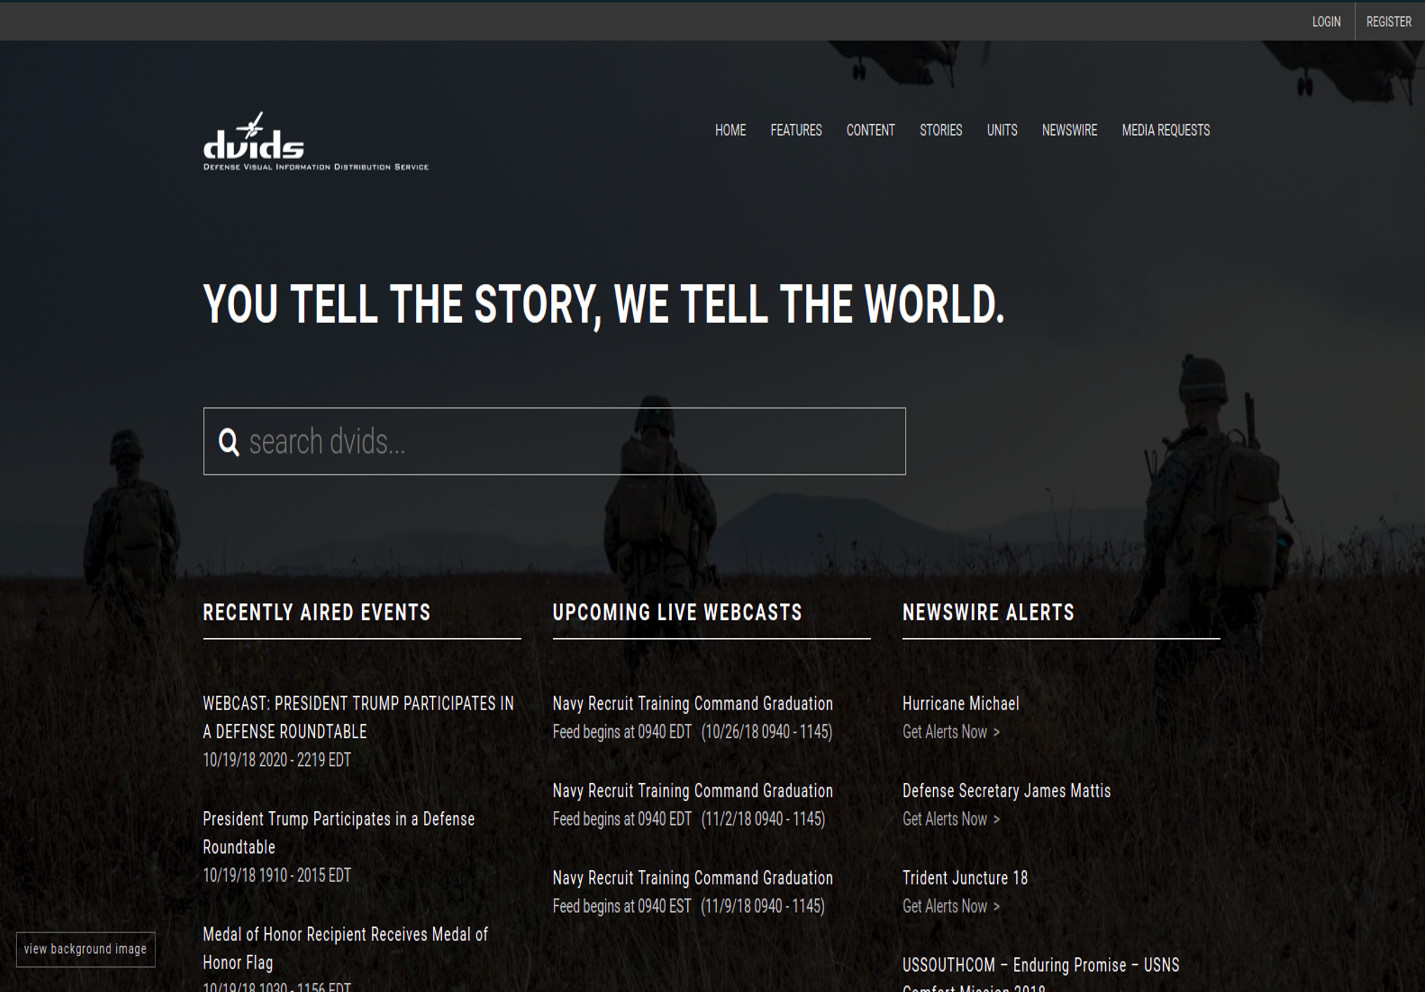 LOGIN
REGISTER
dvids
DEFENSE VISUAL INFORMATION DISTRIBUTION SERVICE
HOME
FEATURES
CONTENT
STORIES
UNITS
NEWSWIRE
MEDIA REQUESTS
YOU TELL THE STORY, WE TELL THE WORLD.
search dvids...
RECENTLY AIRED EVENTS
WEBCAST: PRESIDENT TRUMP PARTICIPATES IN
A DEFENSE ROUNDTABLE
10/19/18 2020 - 2219 EDT
President Trump Participates in a Defense
Roundtable
10/19/18 1910 - 2015 EDT
Medal of Honor Recipient Receives Medal of
Honor Flag
10/19/18 1030 - 1156 EDT
UPCOMING LIVE WEBCASTS
Navy Recruit Training Command Graduation
Feed begins at 0940 EDT (10/26/18 0940 - 1145)
Navy Recruit Training Command Graduation
Feed begins at 0940 EDT (11/2/18 0940 - 1145)
Navy Recruit Training Command Graduation
Feed begins at 0940 EST (11/9/18 0940 - 1145)
NEWSWIRE ALERTS
Hurricane Michael
Get Alerts Now >
Defense Secretary James Mattis
Get Alerts Now >
Trident Juncture 18
Get Alerts Now >
USSOUTHCOM – Enduring Promise – USNS
Comfort Mission 2018
view background image